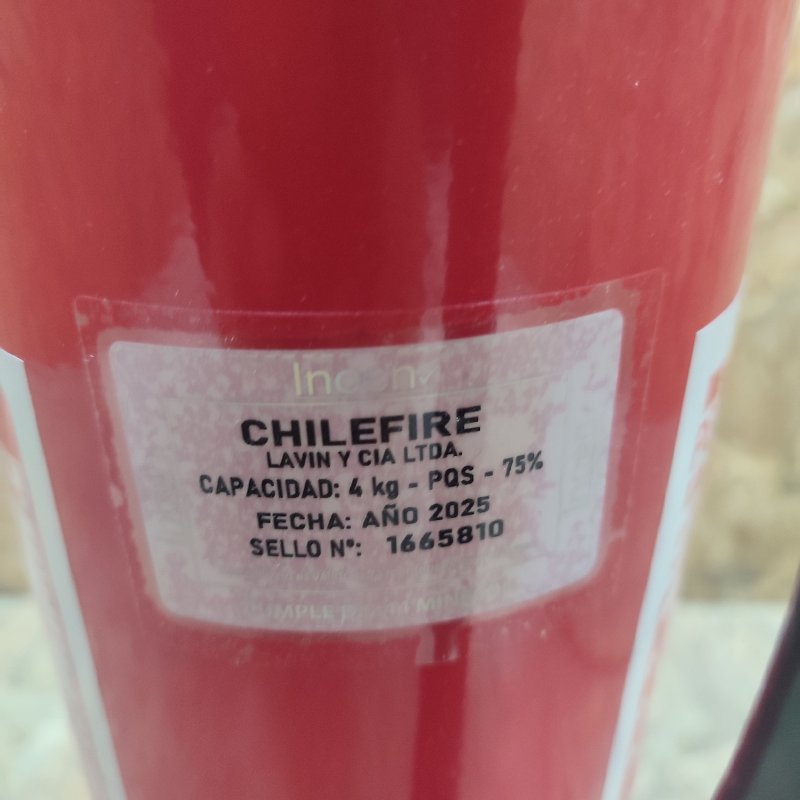 CHILEFIRE
LAVIN Y CIA LTDA.
CAPACIDAD: 4 kg - PQS - 75%
FECHA: AÑO 2025
SELLO N°: 1665810